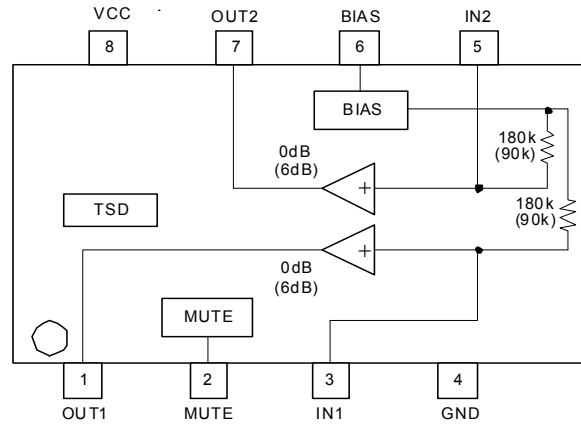 VCC
OUT2
BIAS
IN2
8
7
6
5
BIAS
0dB
(6dB)
180k
(90k)
+
TSD
180k
(90k)
+
0dB
(6dB)
MUTE
1
2
3
4
OUT1
MUTE
IN1
GND